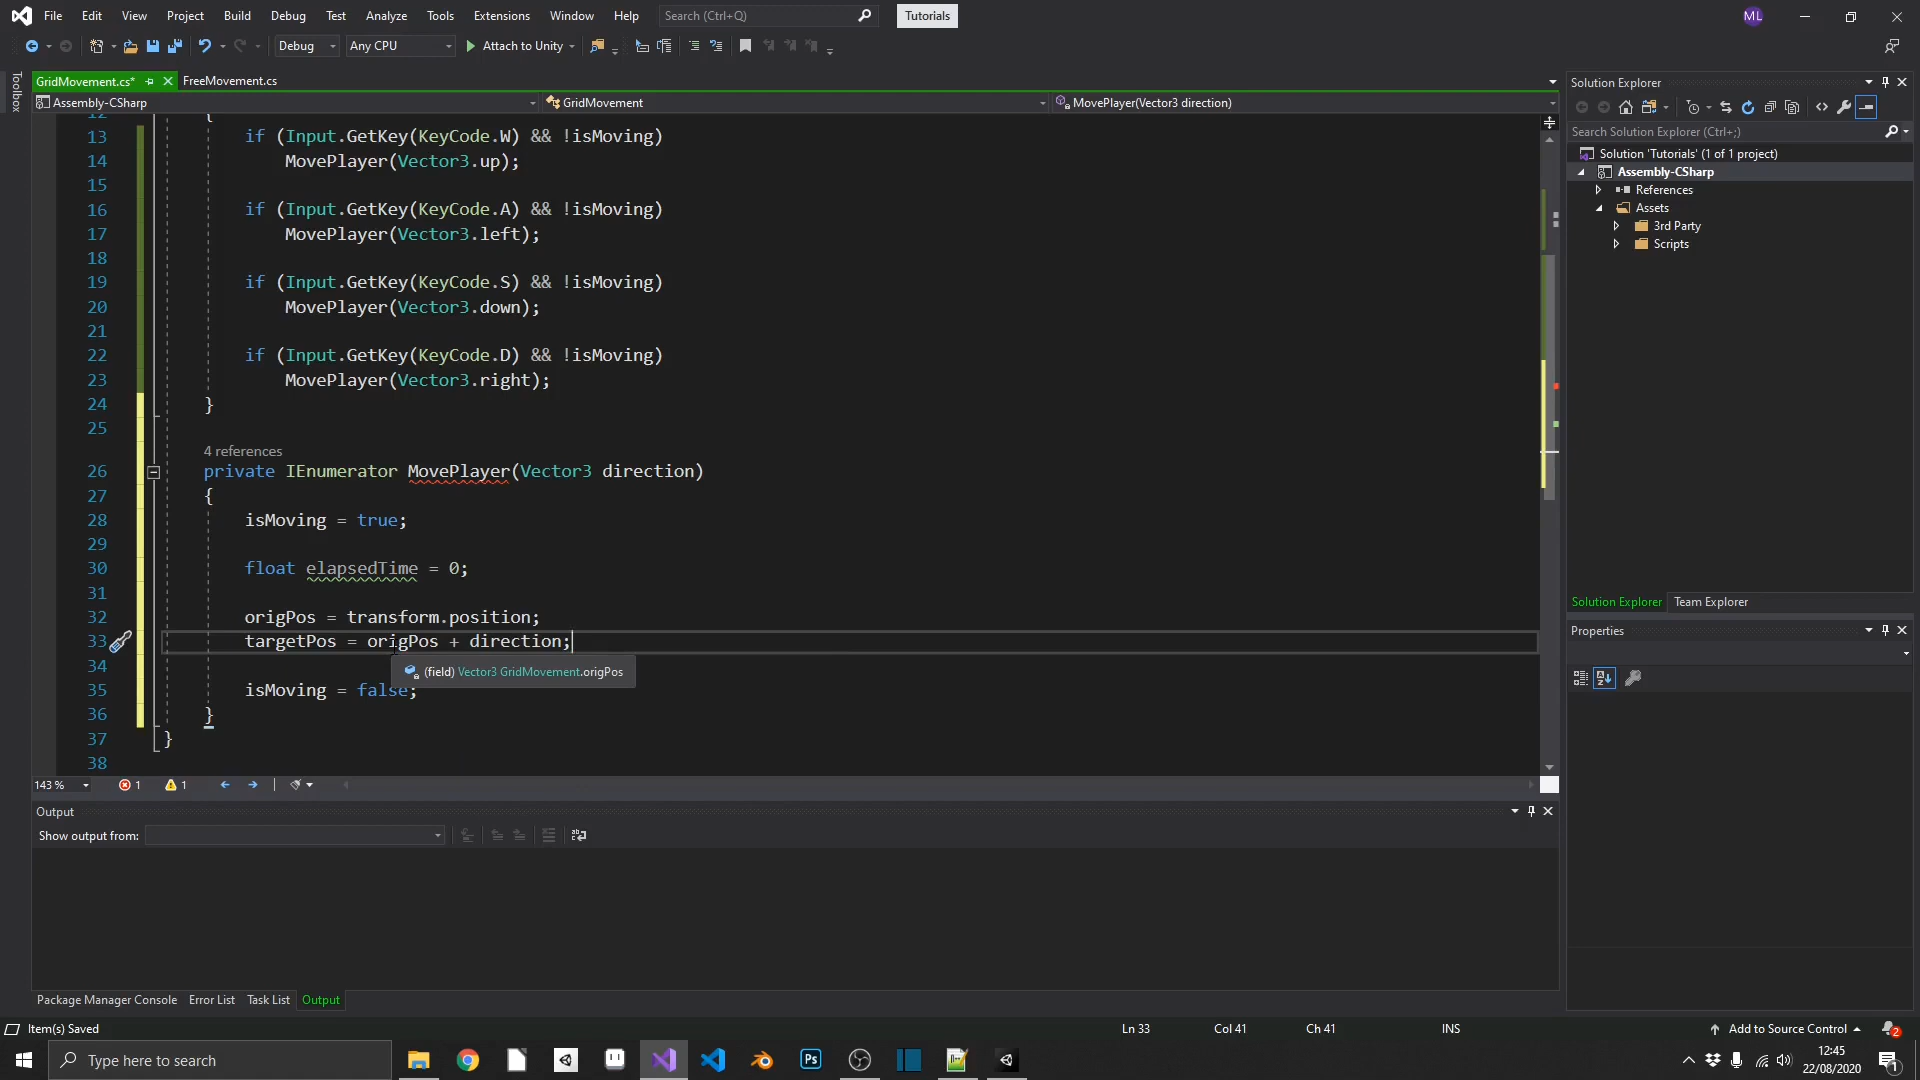 File Edit View Project Build Debug Test Analyze Tools Extensions Window Help Search (Ctrl+Q) Tutorials ML
Debug Any CPU Attach to Unity
Toolbox
GridMovement.cs* FreeMovement.cs
Assembly-CSharp GridMovement MovePlayer(Vector3 direction)
12 {
13 if (Input.GetKey(KeyCode.W) && !isMoving)
14 MovePlayer(Vector3.up);
15
16 if (Input.GetKey(KeyCode.A) && !isMoving)
17 MovePlayer(Vector3.left);
18
19 if (Input.GetKey(KeyCode.S) && !isMoving)
20 MovePlayer(Vector3.down);
21
22 if (Input.GetKey(KeyCode.D) && !isMoving)
23 MovePlayer(Vector3.right);
24 }
25
4 references
26 private IEnumerator MovePlayer(Vector3 direction)
27 {
28 isMoving = true;
29
30 float elapsedTime = 0;
31
32 origPos = transform.position;
33 targetPos = origPos + direction;
34
(field) Vector3 GridMovement.origPos
35 isMoving = false;
36 }
37 }
38
143 % 1 1
Output
Show output from:
Package Manager Console Error List Task List Output
Solution Explorer
Search Solution Explorer (Ctrl+;)
Solution 'Tutorials' (1 of 1 project)
Assembly-CSharp
References
Assets
3rd Party
Scripts
Solution Explorer Team Explorer
Properties
Item(s) Saved Ln 33 Col 41 Ch 41 INS Add to Source Control 2
Type here to search Ps 12:45
22/08/2020 1